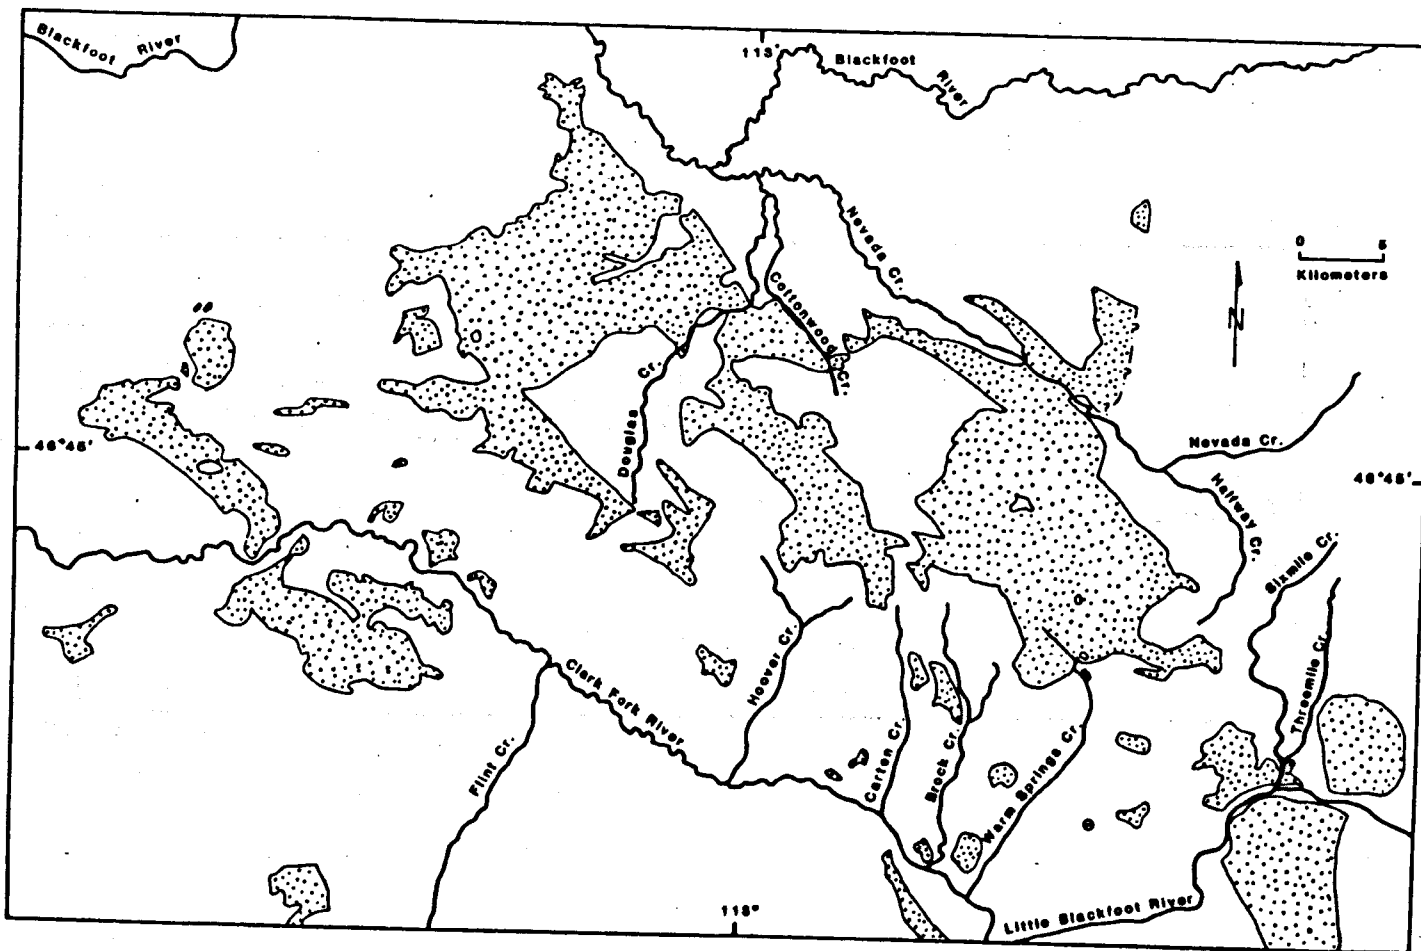 Blackfoot River
113°
Blackfoot River
Nevada Cr.
0 5
Kilometers
N
Cottonwood Cr.
Douglas Cr.
46°45'
Nevada Cr.
46°45'
Halfway Cr.
Sixmile Cr.
Threemile Cr.
Hoover Cr.
Clark Fork River
Flint Cr.
Carten Cr.
Brock Cr.
Warm Springs Cr.
113°
Little Blackfoot River